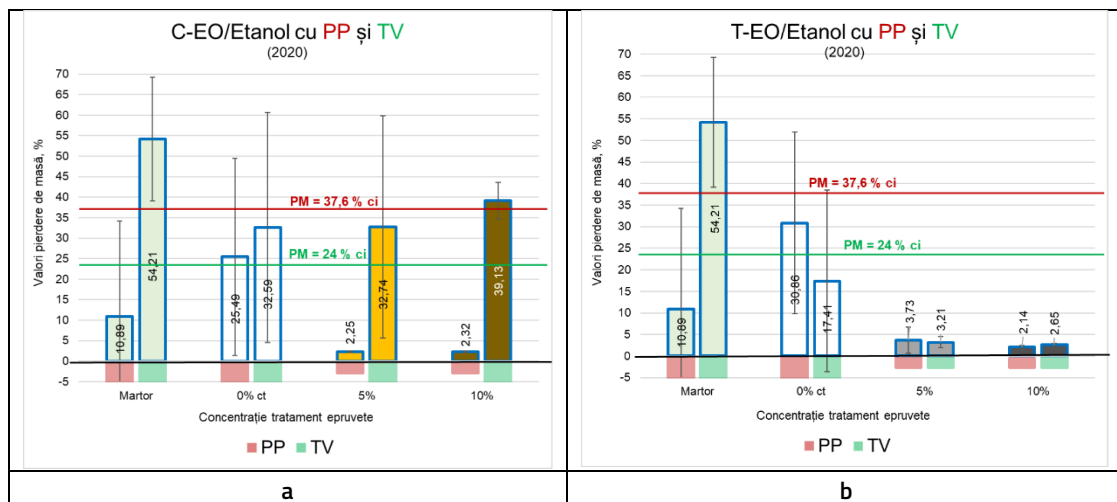 C-EO/Etanol cu PP și TV
(2020)
Valori pierdere de masă, %
70
65
60
55
50
45
40
35
30
25
20
15
10
5
0
-5
PM = 37,6 % ci
PM = 24 % ci
10,89
54,21
25,49
32,59
2,25
32,74
2,32
39,13
Martor
0% ct
5%
10%
Concentrație tratament epruvete
PP
TV
T-EO/Etanol cu PP și TV
(2020)
Valori pierdere de masă, %
70
65
60
55
50
45
40
35
30
25
20
15
10
5
0
-5
PM = 37,6 % ci
PM = 24 % ci
10,89
54,21
30,86
17,41
3,73
3,21
2,14
2,65
Martor
0% ct
5%
10%
Concentrație tratament epruvete
PP
TV
a
b